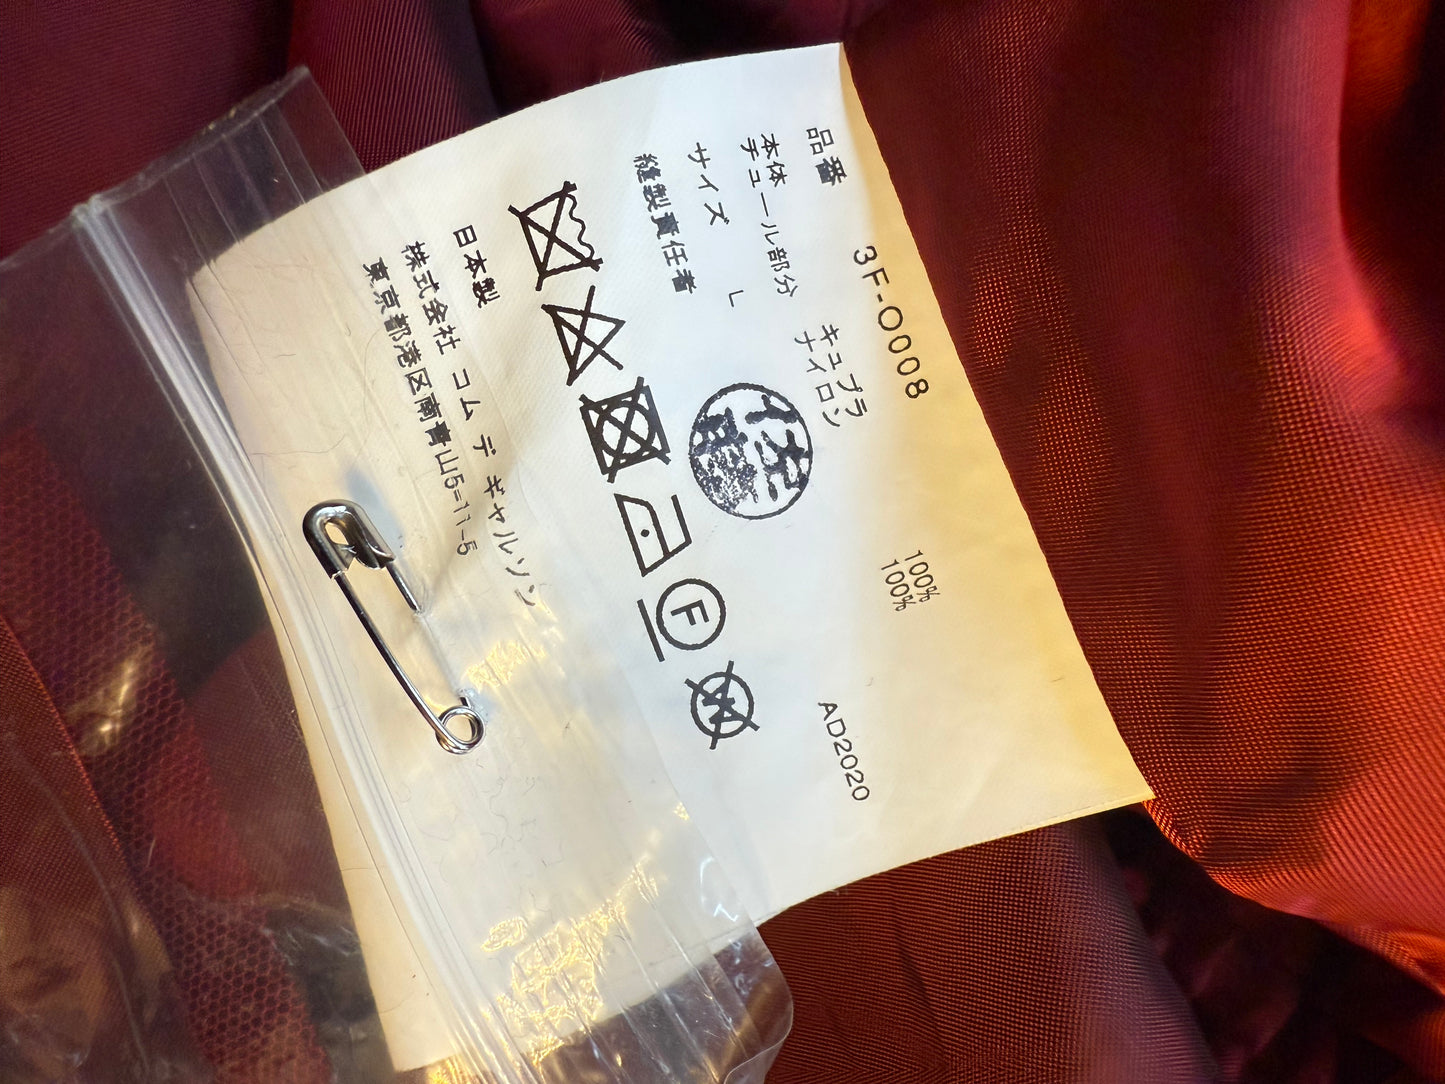 品番 3F-O008
本体 キュプラ 100%
チュール部分 ナイロン 100%
サイズ L AD2020
縫製責任者
F
W
日本製
株式会社 コム デ ギャルソン
東京都港区南青山5-11-5